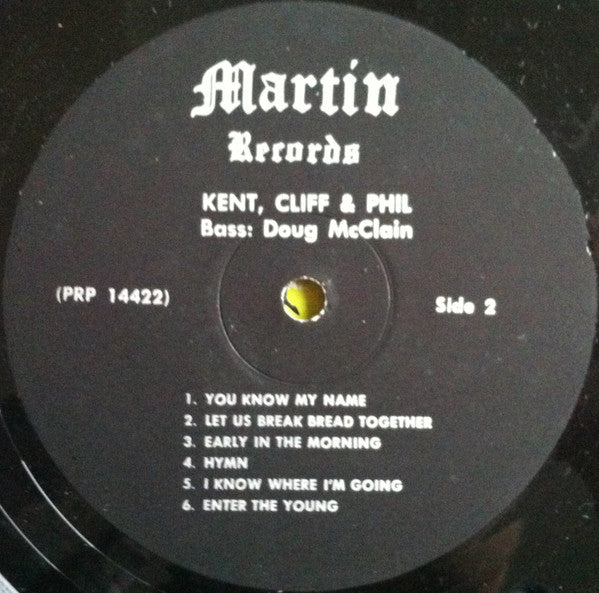 Martin
Records
KENT, CLIFF & PHIL
Bass: Doug McClain
(PRP 14422)
Side 2
1. YOU KNOW MY NAME
2. LET US BREAK BREAD TOGETHER
3. EARLY IN THE MORNING
4. HYMN
5. I KNOW WHERE I'M GOING
6. ENTER THE YOUNG